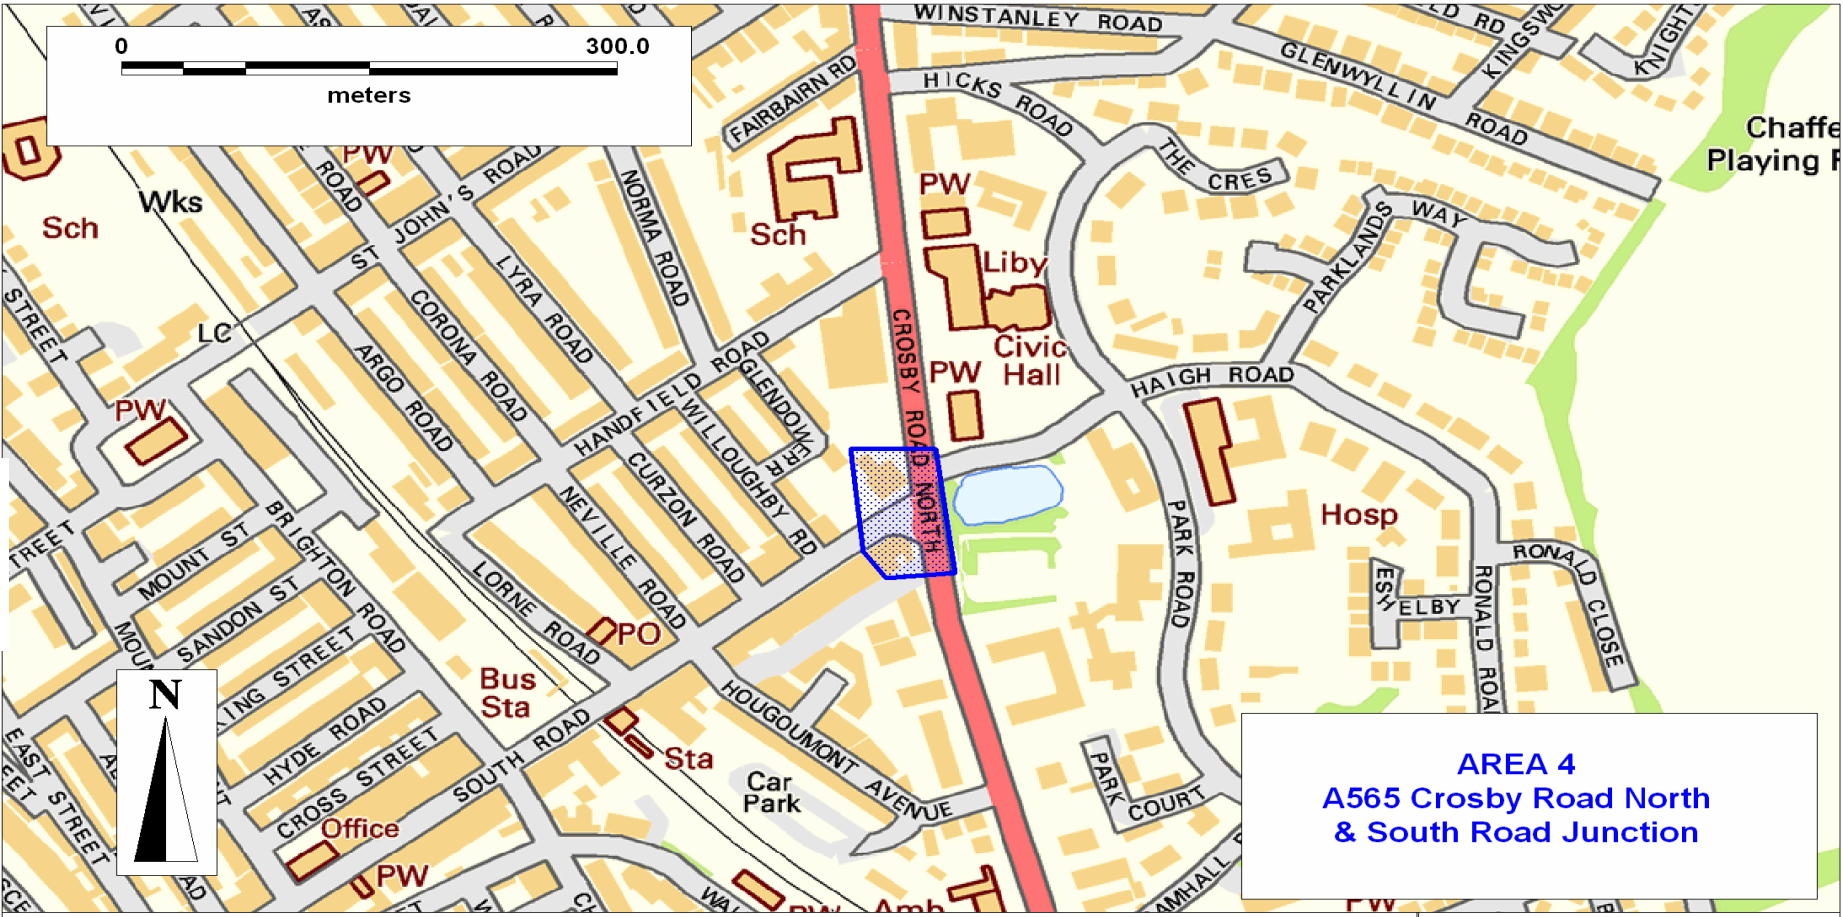 WINSTANLEY ROAD
0 300.0
meters
GLENWYLLIN
ROAD
HICKS ROAD
FAIRBAIRN RD
Chaffe
Playing F
THE CRES
PW
ROAD
ST JOHN'S ROAD
Wks
Sch
NORMA ROAD
Sch
PW
PARKLANDS WAY
Liby
Civic
Hall
PW
CROSBY ROAD NORTH
HAIGH ROAD
LC
STREET
LYRA ROAD
CORONA ROAD
ARGO ROAD
HANDFIELD ROAD
GLENDOWER R
WILLOUGHBY RD
CURZON ROAD
NEVILLE ROAD
PW
LORNE ROAD
PO
BRIGHTON ROAD
MOUNT ST
SANDON ST
KING STREET
HYDE ROAD
CROSS STREET
SOUTH ROAD
Bus
Sta
Sta
HOUGOUMONT AVENUE
Car
Park
PARK ROAD
Hosp
RONALD CLOSE
RONALD ROA
ESHELBY
PARK COURT
N
EAST STREET
Office
PW
Amb
PW
AREA 4
A565 Crosby Road North
& South Road Junction